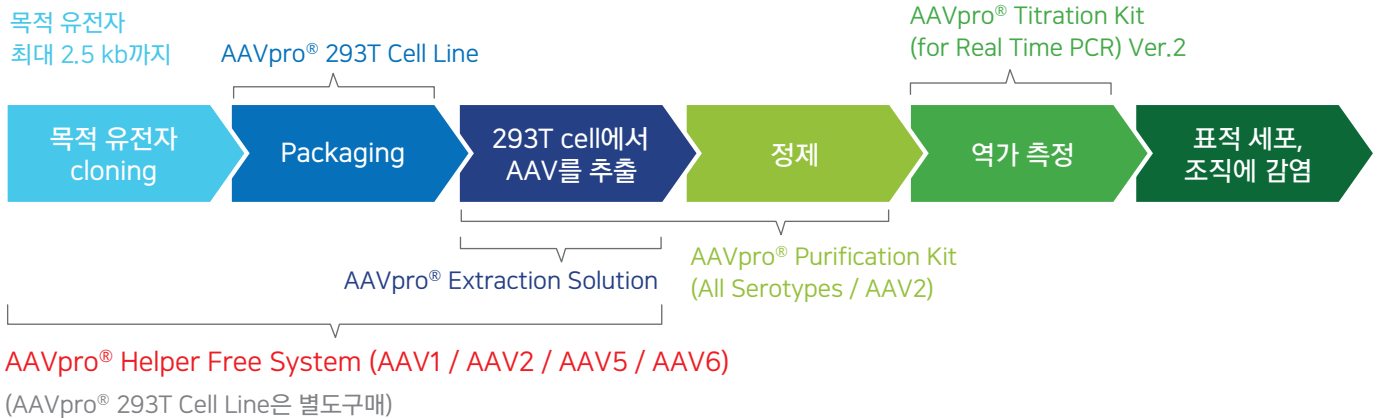 목적 유전자
최대 2.5 kb까지
AAVpro® 293T Cell Line
AAVpro® Titration Kit
(for Real Time PCR) Ver.2
목적 유전자
cloning
Packaging
293T cell에서
AAV를 추출
정제
역가 측정
표적 세포,
조직에 감염
AAVpro® Extraction Solution
AAVpro® Purification Kit
(All Serotypes / AAV2)
AAVpro® Helper Free System (AAV1 / AAV2 / AAV5 / AAV6)
(AAVpro® 293T Cell Line은 별도구매)